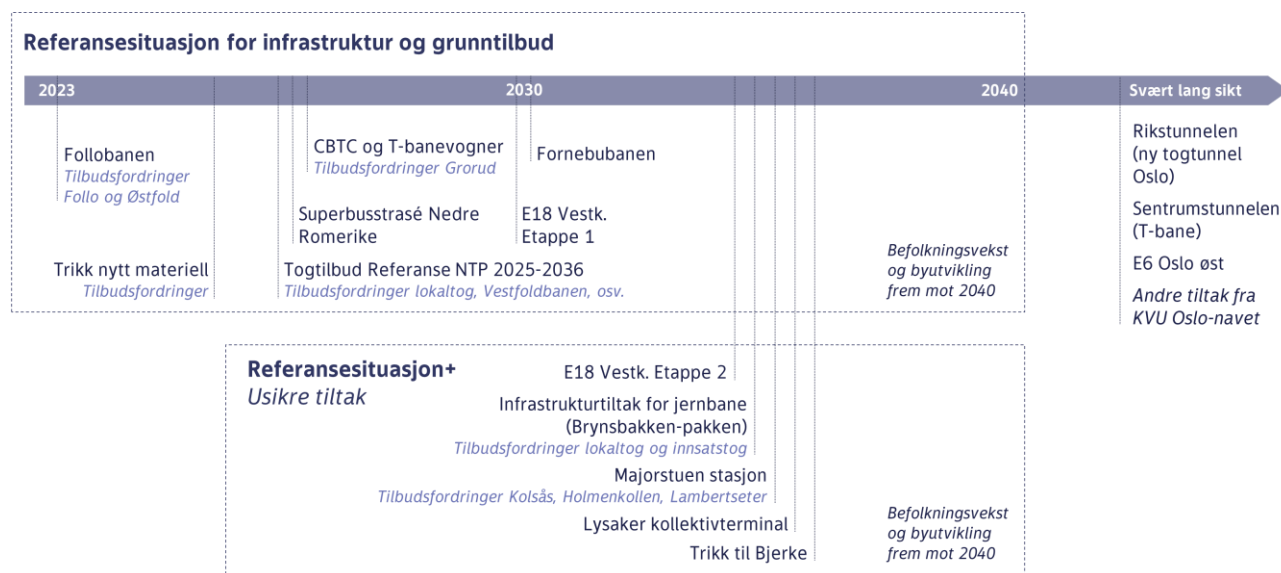 Referansesituasjon for infrastruktur og grunntilbud
2023
2030
2040
Svært lang sikt
Follobanen
Tilbudsfordringer
Follo og Østfold
Trikk nytt materiell
Tilbudsfordringer
CBTC og T-banevogner
Tilbudsfordringer Grorud
Superbusstrasé Nedre
Romerike
Togtilbud Referanse NTP 2025-2036
Tilbudsfordringer lokaltog, Vestfoldbanen, osv.
Fornebubanen
E18 Vestk.
Etappe 1
Befolkningsvekst
og byutvikling
frem mot 2040
Rikstunnelen
(ny togtunnel
Oslo)
Sentrumstunnelen
(T-bane)
E6 Oslo øst
Andre tiltak fra
KVU Oslo-navet
Referansesituasjon+
Usikre tiltak
E18 Vestk. Etappe 2
Infrastrukturtiltak for jernbane
(Brynsbakken-pakken)
Tilbudsfordringer lokaltog og innsatstog
Majorstuen stasjon
Tilbudsfordringer Kolsås, Holmenkollen, Lambertseter
Lysaker kollektivterminal
Trikk til Bjerke
Befolkningsvekst
og byutvikling
frem mot 2040